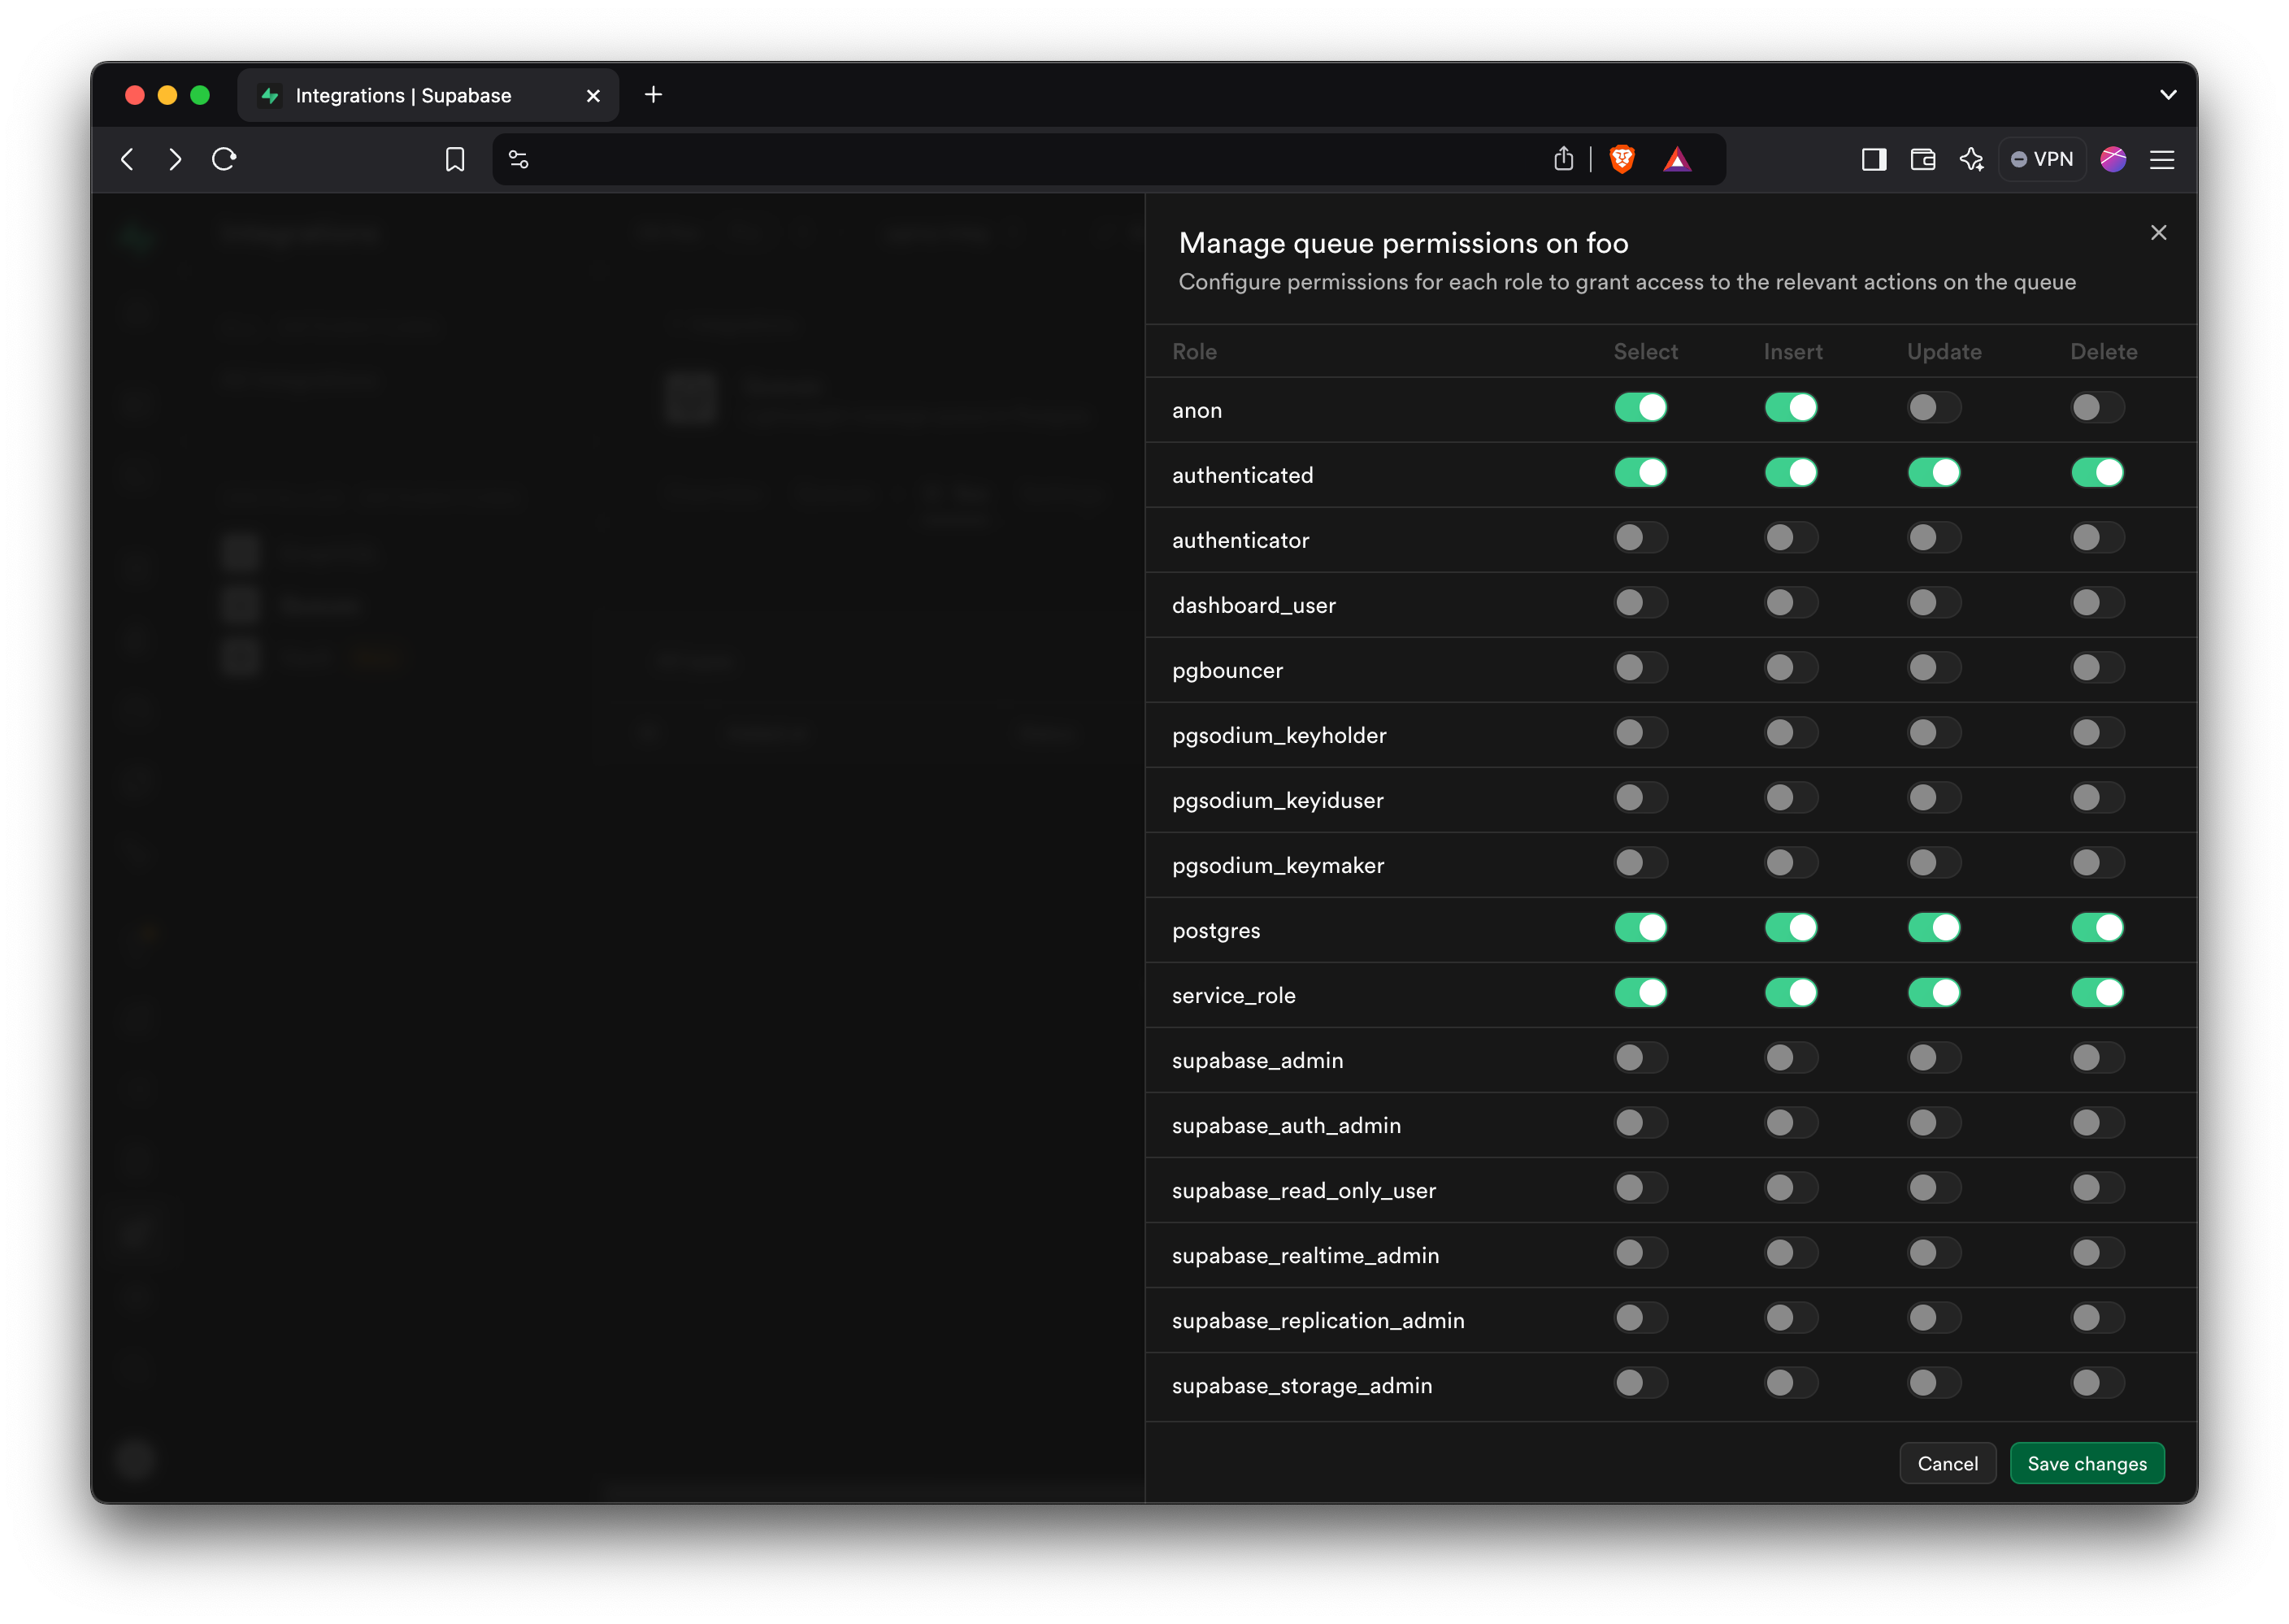 Integrations | Supabase
VPN
Manage queue permissions on foo
Configure permissions for each role to grant access to the relevant actions on the queue
Role Select Insert Update Delete
anon
authenticated
authenticator
dashboard_user
pgbouncer
pgsodium_keyholder
pgsodium_keyiduser
pgsodium_keymaker
postgres
service_role
supabase_admin
supabase_auth_admin
supabase_read_only_user
supabase_realtime_admin
supabase_replication_admin
supabase_storage_admin
Cancel Save changes